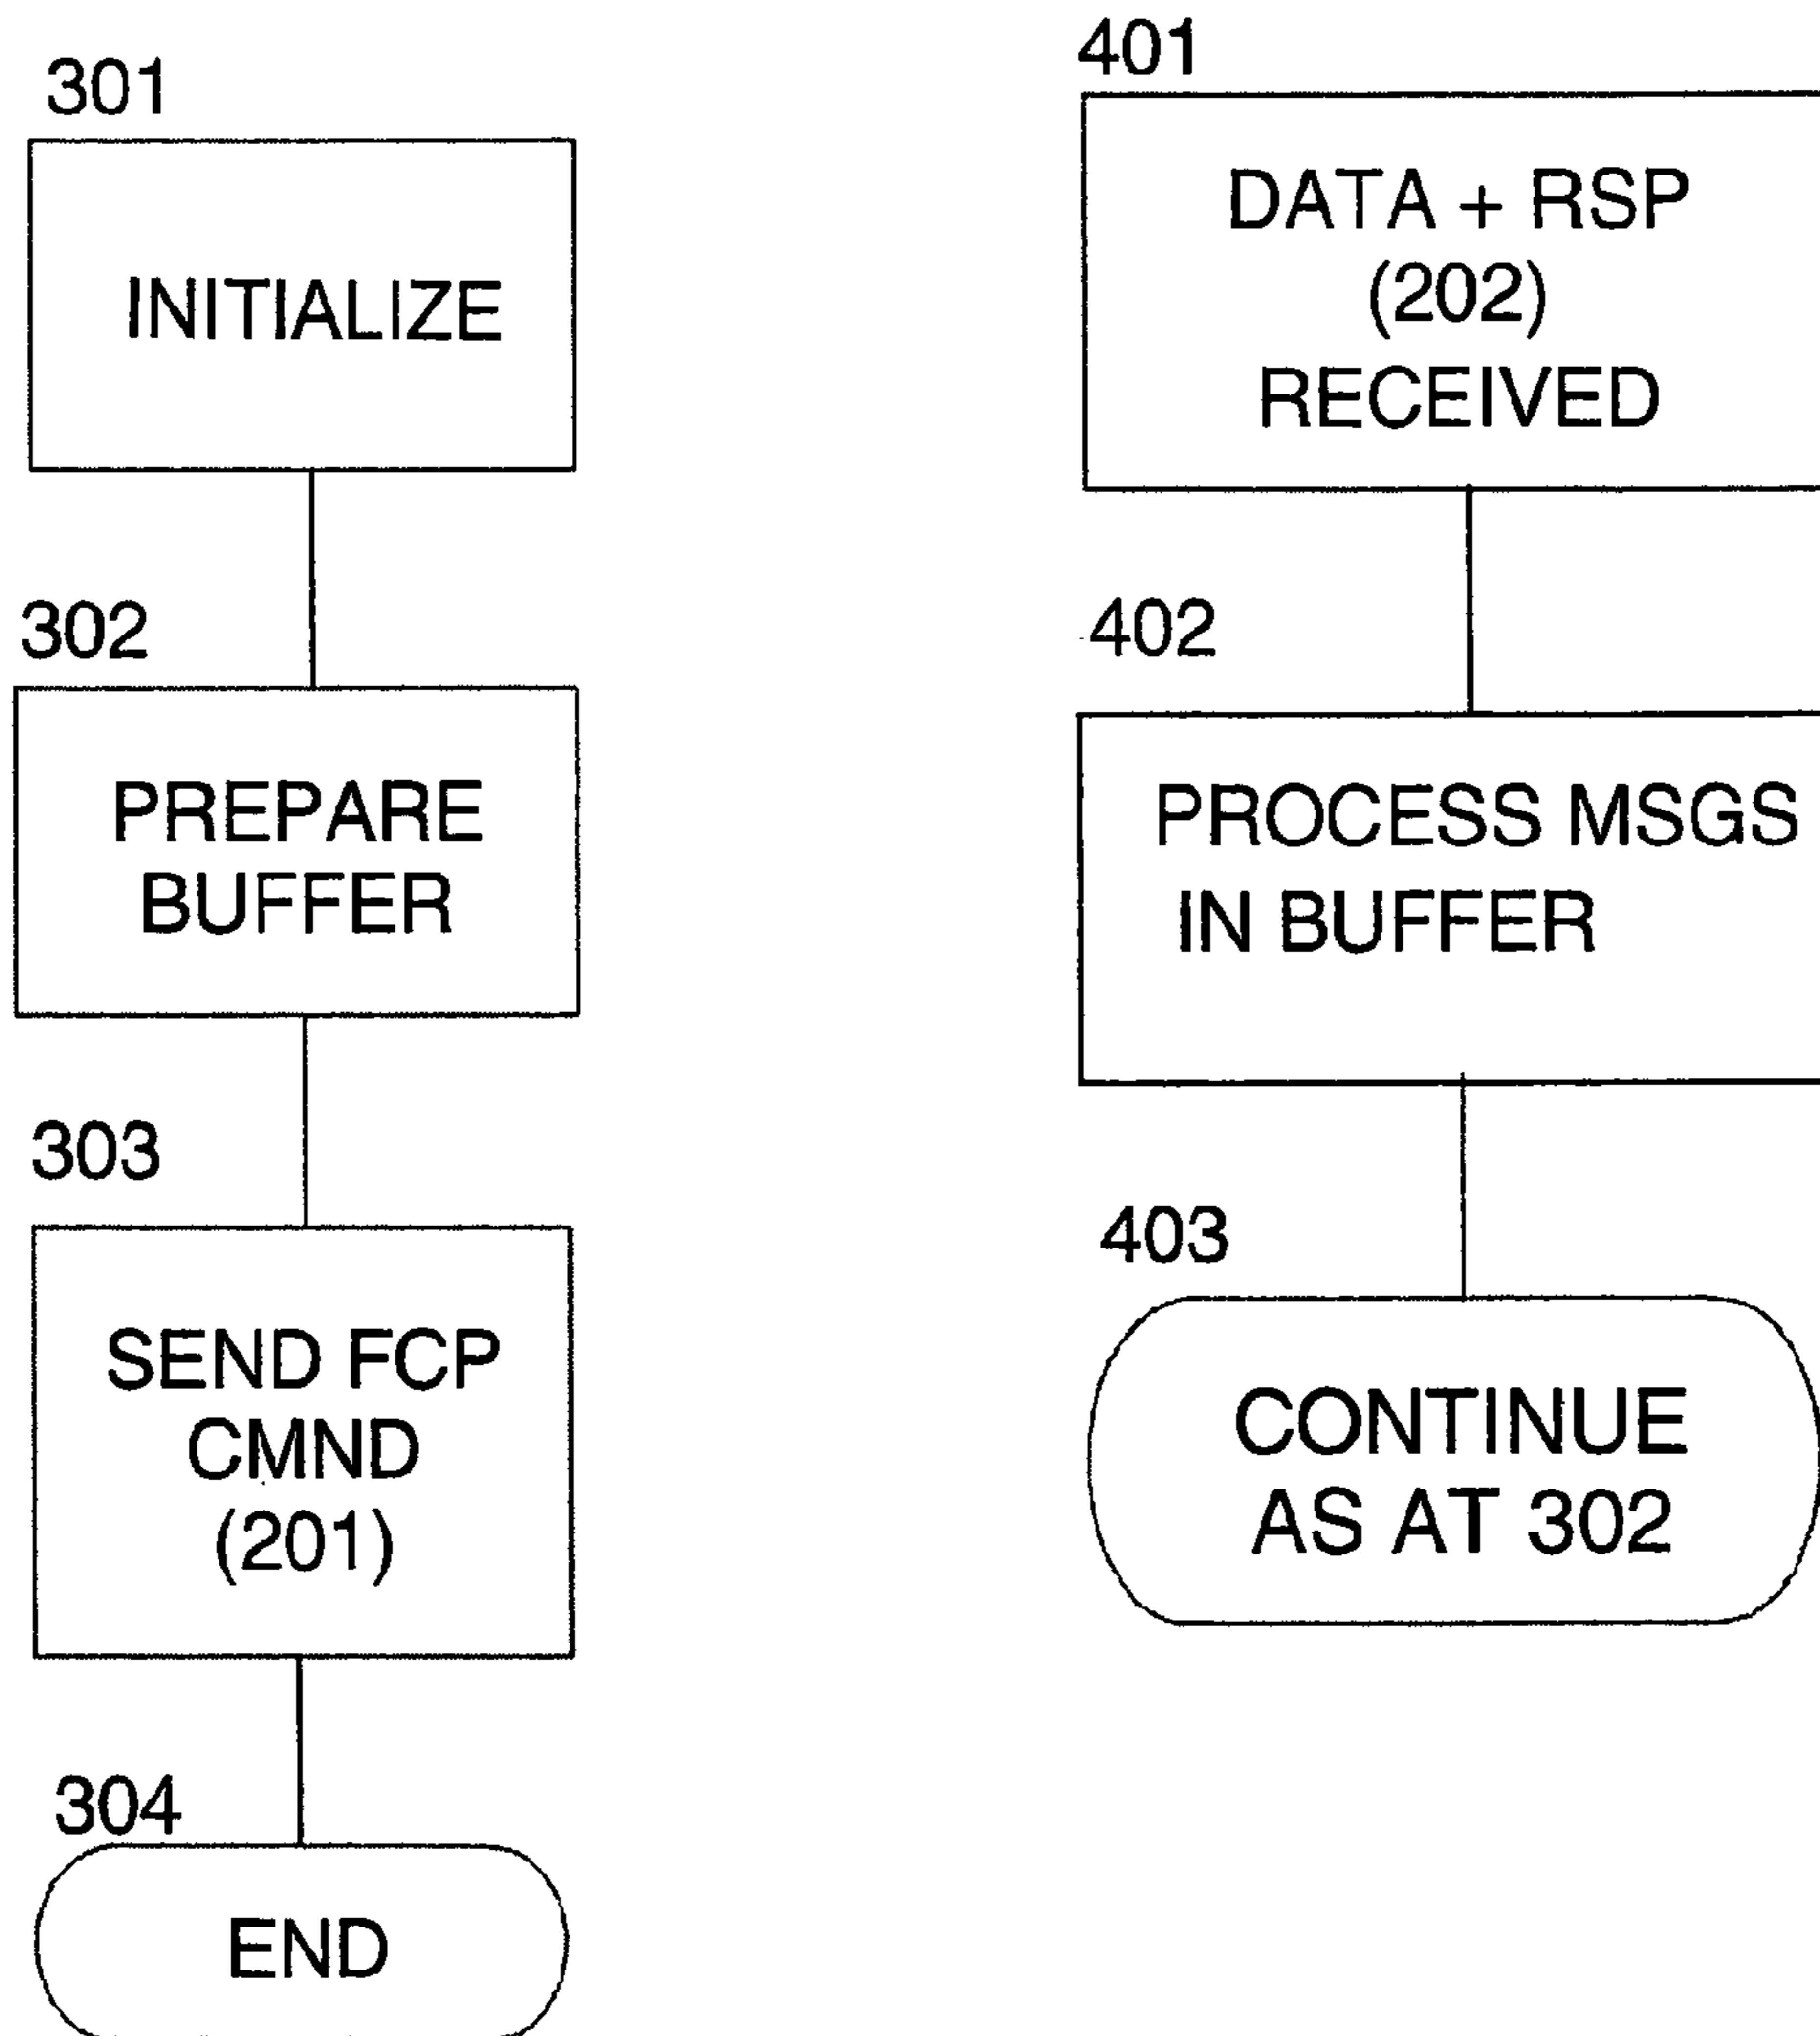 301
INITIALIZE
302
PREPARE
BUFFER
303
SEND FCP
CMND
(201)
304
END
401
DATA + RSP
(202)
RECEIVED
402
PROCESS MSGS
IN BUFFER
403
CONTINUE
AS AT 302